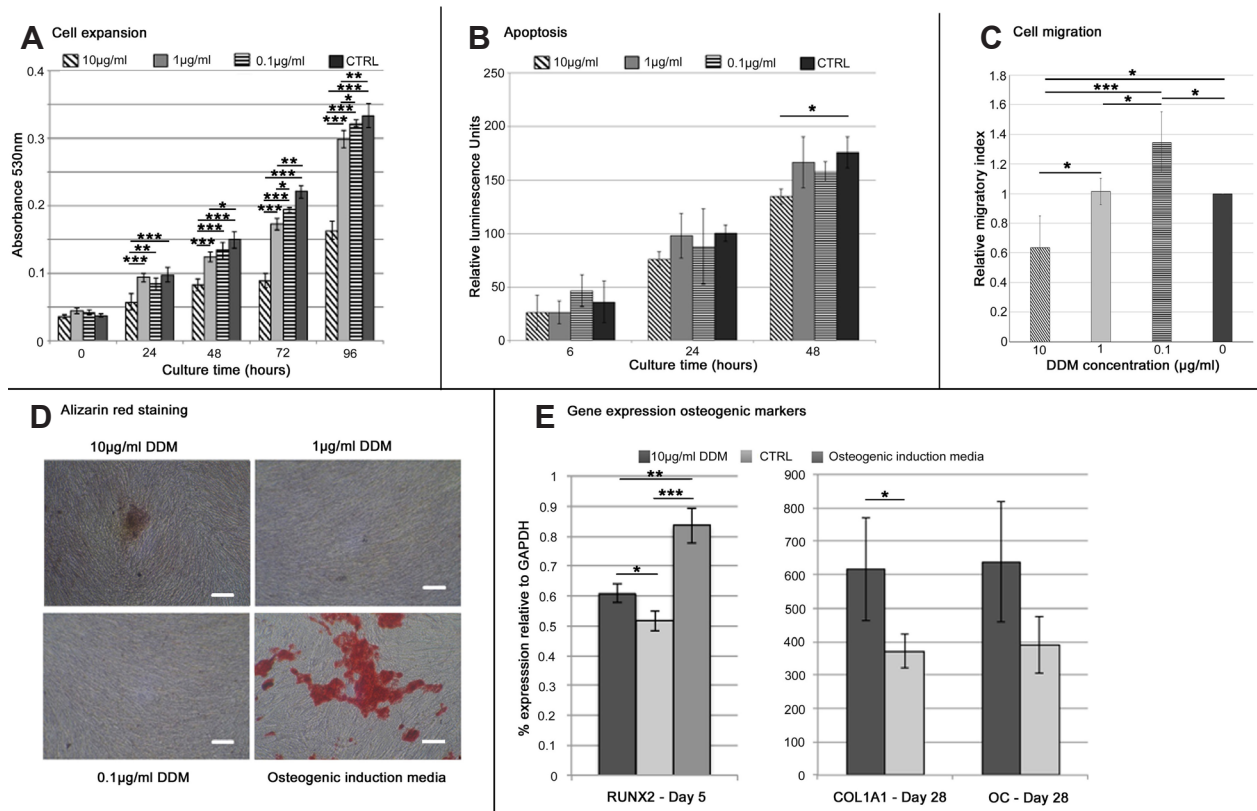 A Cell expansion
10µg/ml 1µg/ml 0.1µg/ml CTRL
Absorbance 530nm
0.4
0.3
0.2
0.1
0
*** ** ***
*** *** *** *
*** *** * *** **
*** *** * *** **
0 24 48 72 96
Culture time (hours)
B Apoptosis
10µg/ml 1µg/ml 0.1µg/ml CTRL
Relative luminescence Units
250
200
150
100
50
0
*
6 24 48
Culture time (hours)
C Cell migration
Relative migratory index
1.8
1.6
1.4
1.2
1
0.8
0.6
0.4
0.2
0
*
***
* *
*
10 1 0.1 0
DDM concentration (µg/ml)
D Alizarin red staining
10µg/ml DDM 1µg/ml DDM
0.1µg/ml DDM Osteogenic induction media
E Gene expression osteogenic markers
10µg/ml DDM CTRL Osteogenic induction media
% expresssion relative to GAPDH
1
0.9
0.8
0.7
0.6
0.5
0.4
0.3
0.2
0.1
0
**
***
*
RUNX2 - Day 5
900
800
700
600
500
400
300
200
100
0
*
COL1A1 - Day 28 OC - Day 28